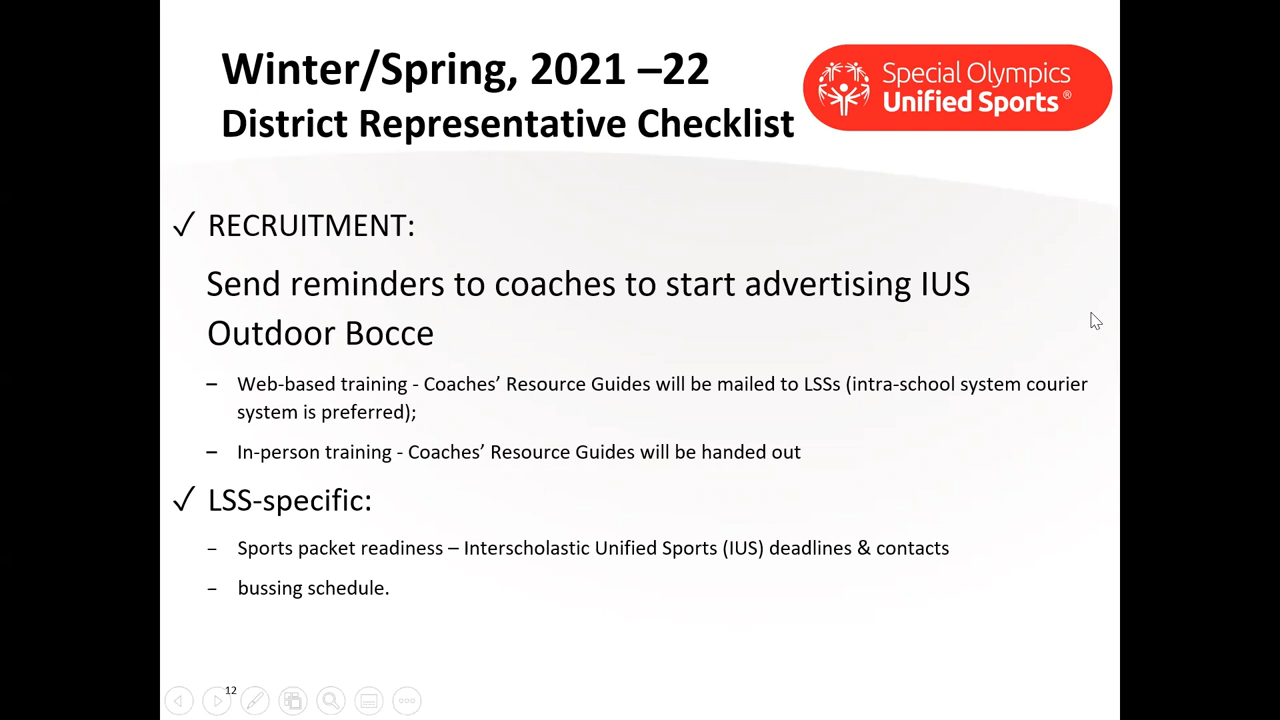 Winter/Spring, 2021 –22
District Representative Checklist
Special Olympics
Unified Sports®
✓ RECRUITMENT:
Send reminders to coaches to start advertising IUS
Outdoor Bocce
– Web-based training - Coaches’ Resource Guides will be mailed to LSSs (intra-school system courier
system is preferred);
– In-person training - Coaches’ Resource Guides will be handed out
✓ LSS-specific:
– Sports packet readiness – Interscholastic Unified Sports (IUS) deadlines & contacts
– bussing schedule.
12